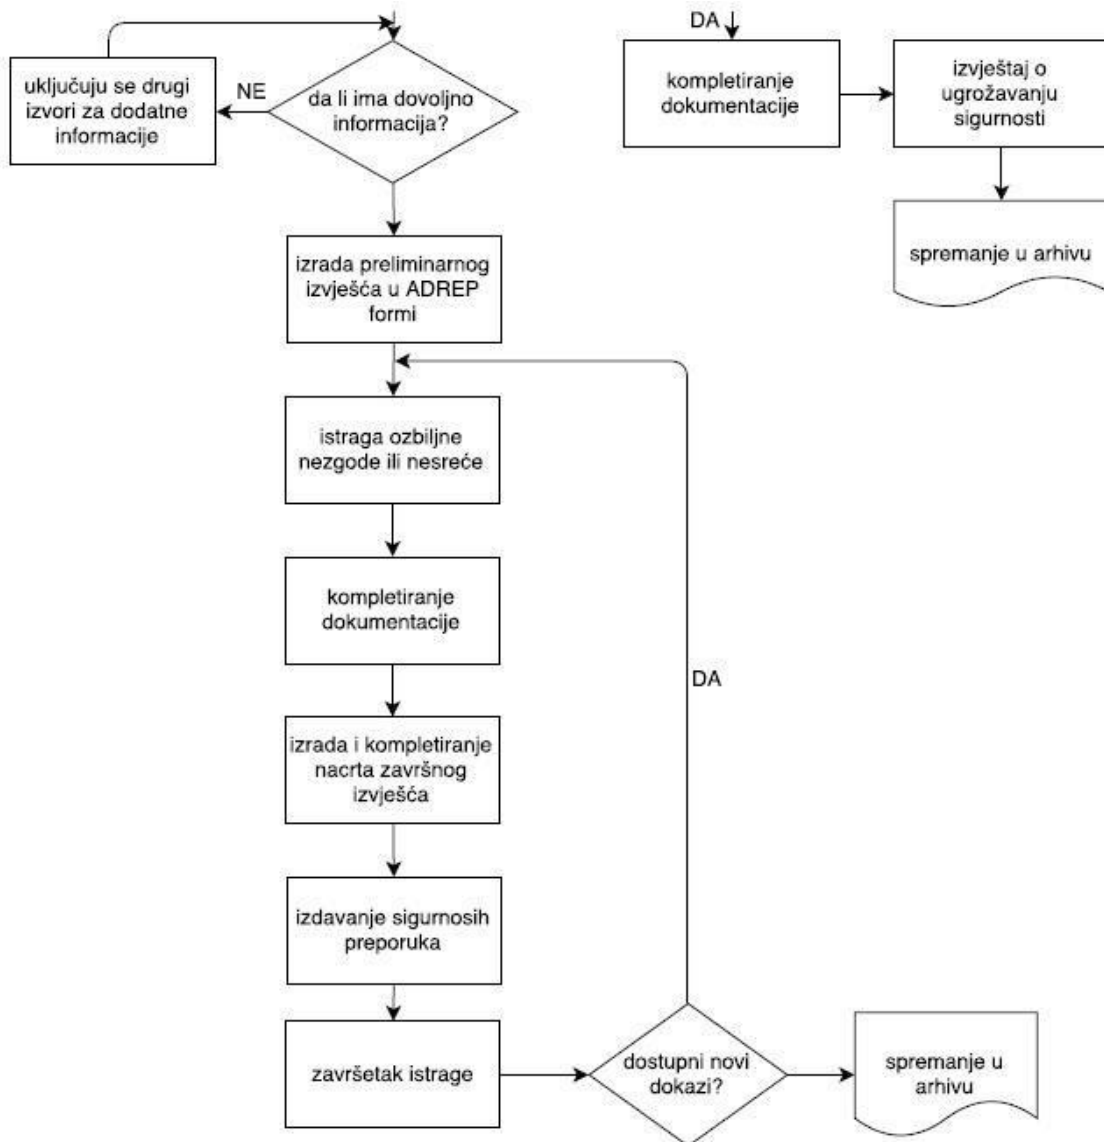 uključuju se drugi
izvori za dodatne
informacije
NE
da li ima dovoljno
informacija?
DA
kompletiranje
dokumentacije
izvještaj o
ugrožavanju
sigurnosti
spremanje u arhivu
izrada preliminarnog
izvješća u ADREP
formi
istraga ozbiljne
nezgode ili nesreće
kompletiranje
dokumentacije
DA
izrada i kompletiranje
nacrta završnog
izvješća
izdavanje sigurnosih
preporuka
završetak istrage
dostupni novi
dokazi?
spremanje u
arhivu